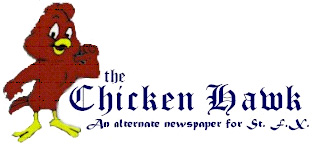 the
Chicken Hawk
An alternate newspaper for St. F.X.